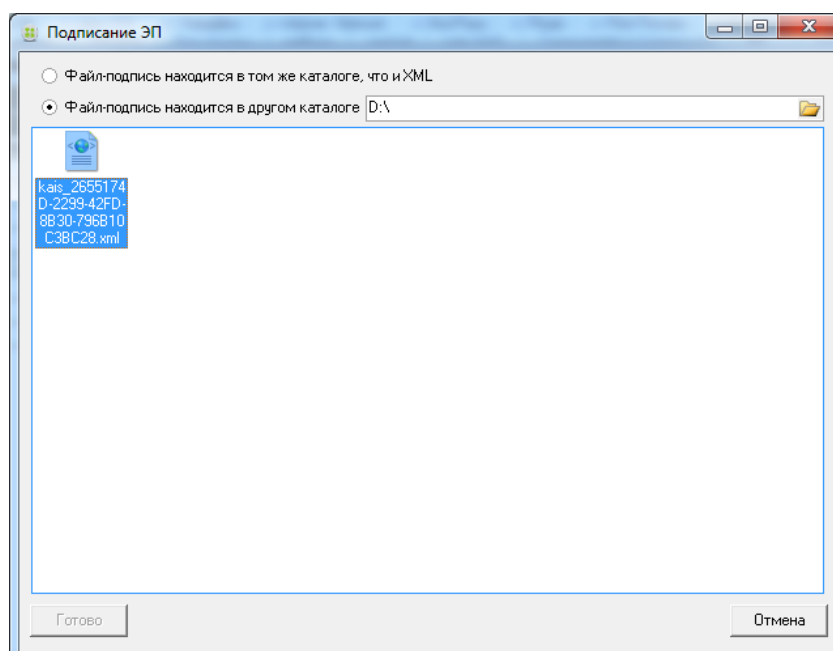 Подписание ЭП
Файл-подпись находится в том же каталоге, что и XML
Файл-подпись находится в другом каталоге D:\
kais_2655174
D-2299-42FD-
8B30-796B10
C3BC28.xml
Готово Отмена